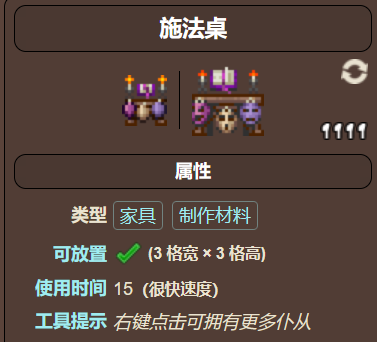 施法桌
1111
属性
类型 家具 制作材料
可放置 (3 格宽 × 3 格高)
使用时间 15 (很快速度)
工具提示 右键点击可拥有更多仆从